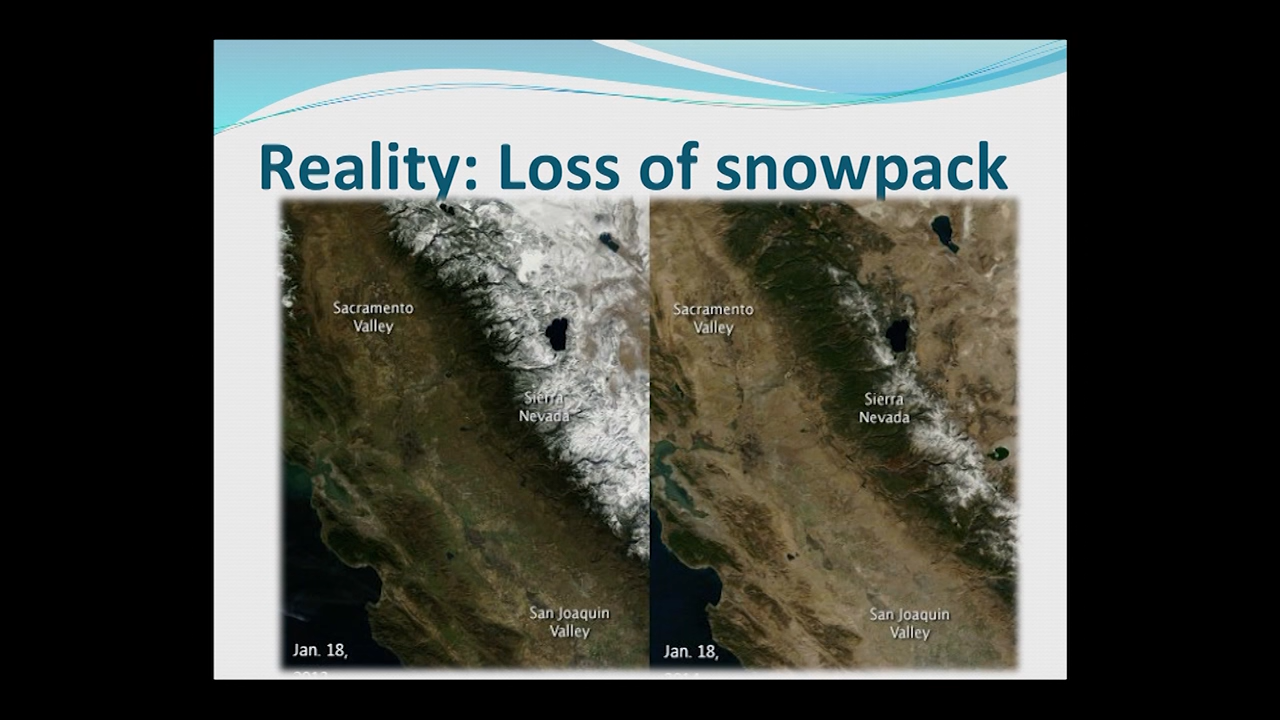 Reality: Loss of snowpack
Sacramento
Valley
Sierra
Nevada
San Joaquin
Valley
Jan. 18,
Sacramento
Valley
Sierra
Nevada
San Joaquin
Valley
Jan. 18,